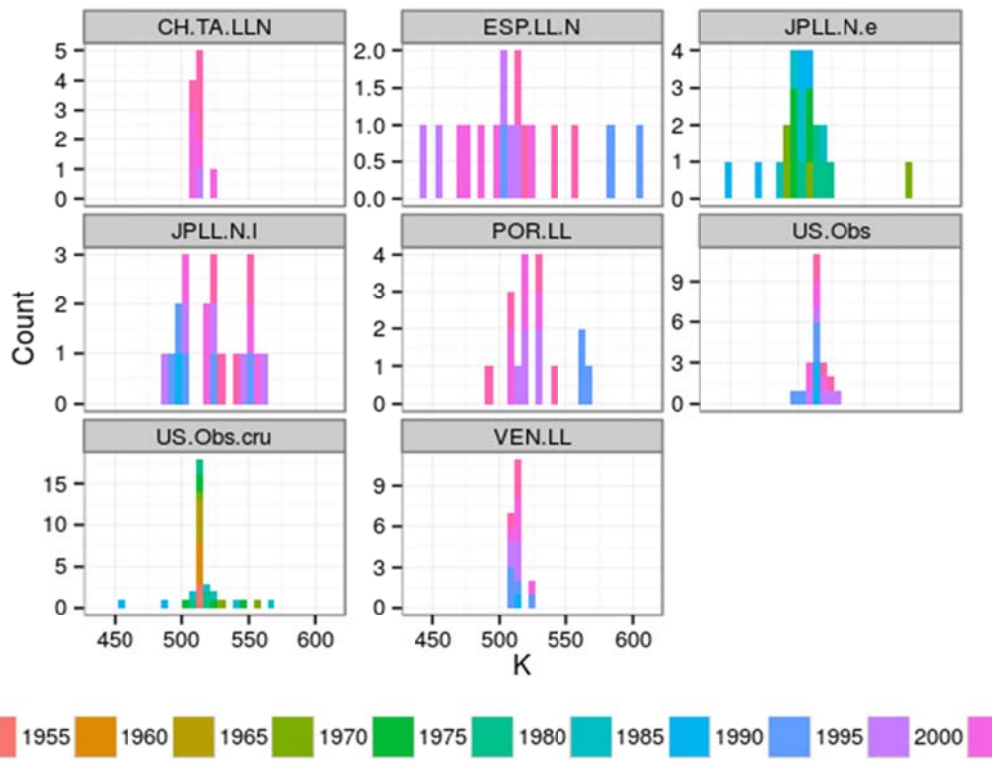 CH.TA.LLN ESP.LL.N JPLL.N.e
5 4 3 2 1 0
2.0 1.5 1.0 0.5 0.0
4 3 2 1 0
JPLL.N.l POR.LL US.Obs
3 2 1 0
4 3 2 1 0
9 6 3 0
Count
US.Obs.cru VEN.LL
15 10 5 0
9 6 3 0
450 500 550 600 450 500 550 600
K
1955 1960 1965 1970 1975 1980 1985 1990 1995 2000